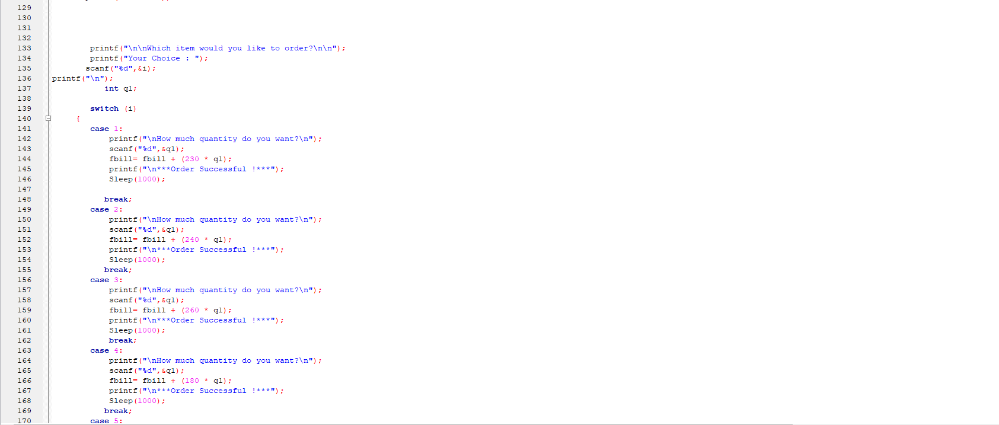 129
130
131
132
133 printf("\n\nWhich item would you like to order?\n\n");
134 printf("Your Choice : ");
135 scanf("%d",&i);
136 printf("\n");
137 int q1;
138
139 switch (i)
140 {
141 case 1:
142 printf("\nHow much quantity do you want?\n");
143 scanf("%d",&q1);
144 fbill= fbill + (230 * q1);
145 printf("\n***Order Successful !***");
146 Sleep(1000);
147
148 break;
149 case 2:
150 printf("\nHow much quantity do you want?\n");
151 scanf("%d",&q1);
152 fbill= fbill + (240 * q1);
153 printf("\n***Order Successful !***");
154 Sleep(1000);
155 break;
156 case 3:
157 printf("\nHow much quantity do you want?\n");
158 scanf("%d",&q1);
159 fbill= fbill + (260 * q1);
160 printf("\n***Order Successful !***");
161 Sleep(1000);
162 break;
163 case 4:
164 printf("\nHow much quantity do you want?\n");
165 scanf("%d",&q1);
166 fbill= fbill + (180 * q1);
167 printf("\n***Order Successful !***");
168 Sleep(1000);
169 break;
170 case 5: